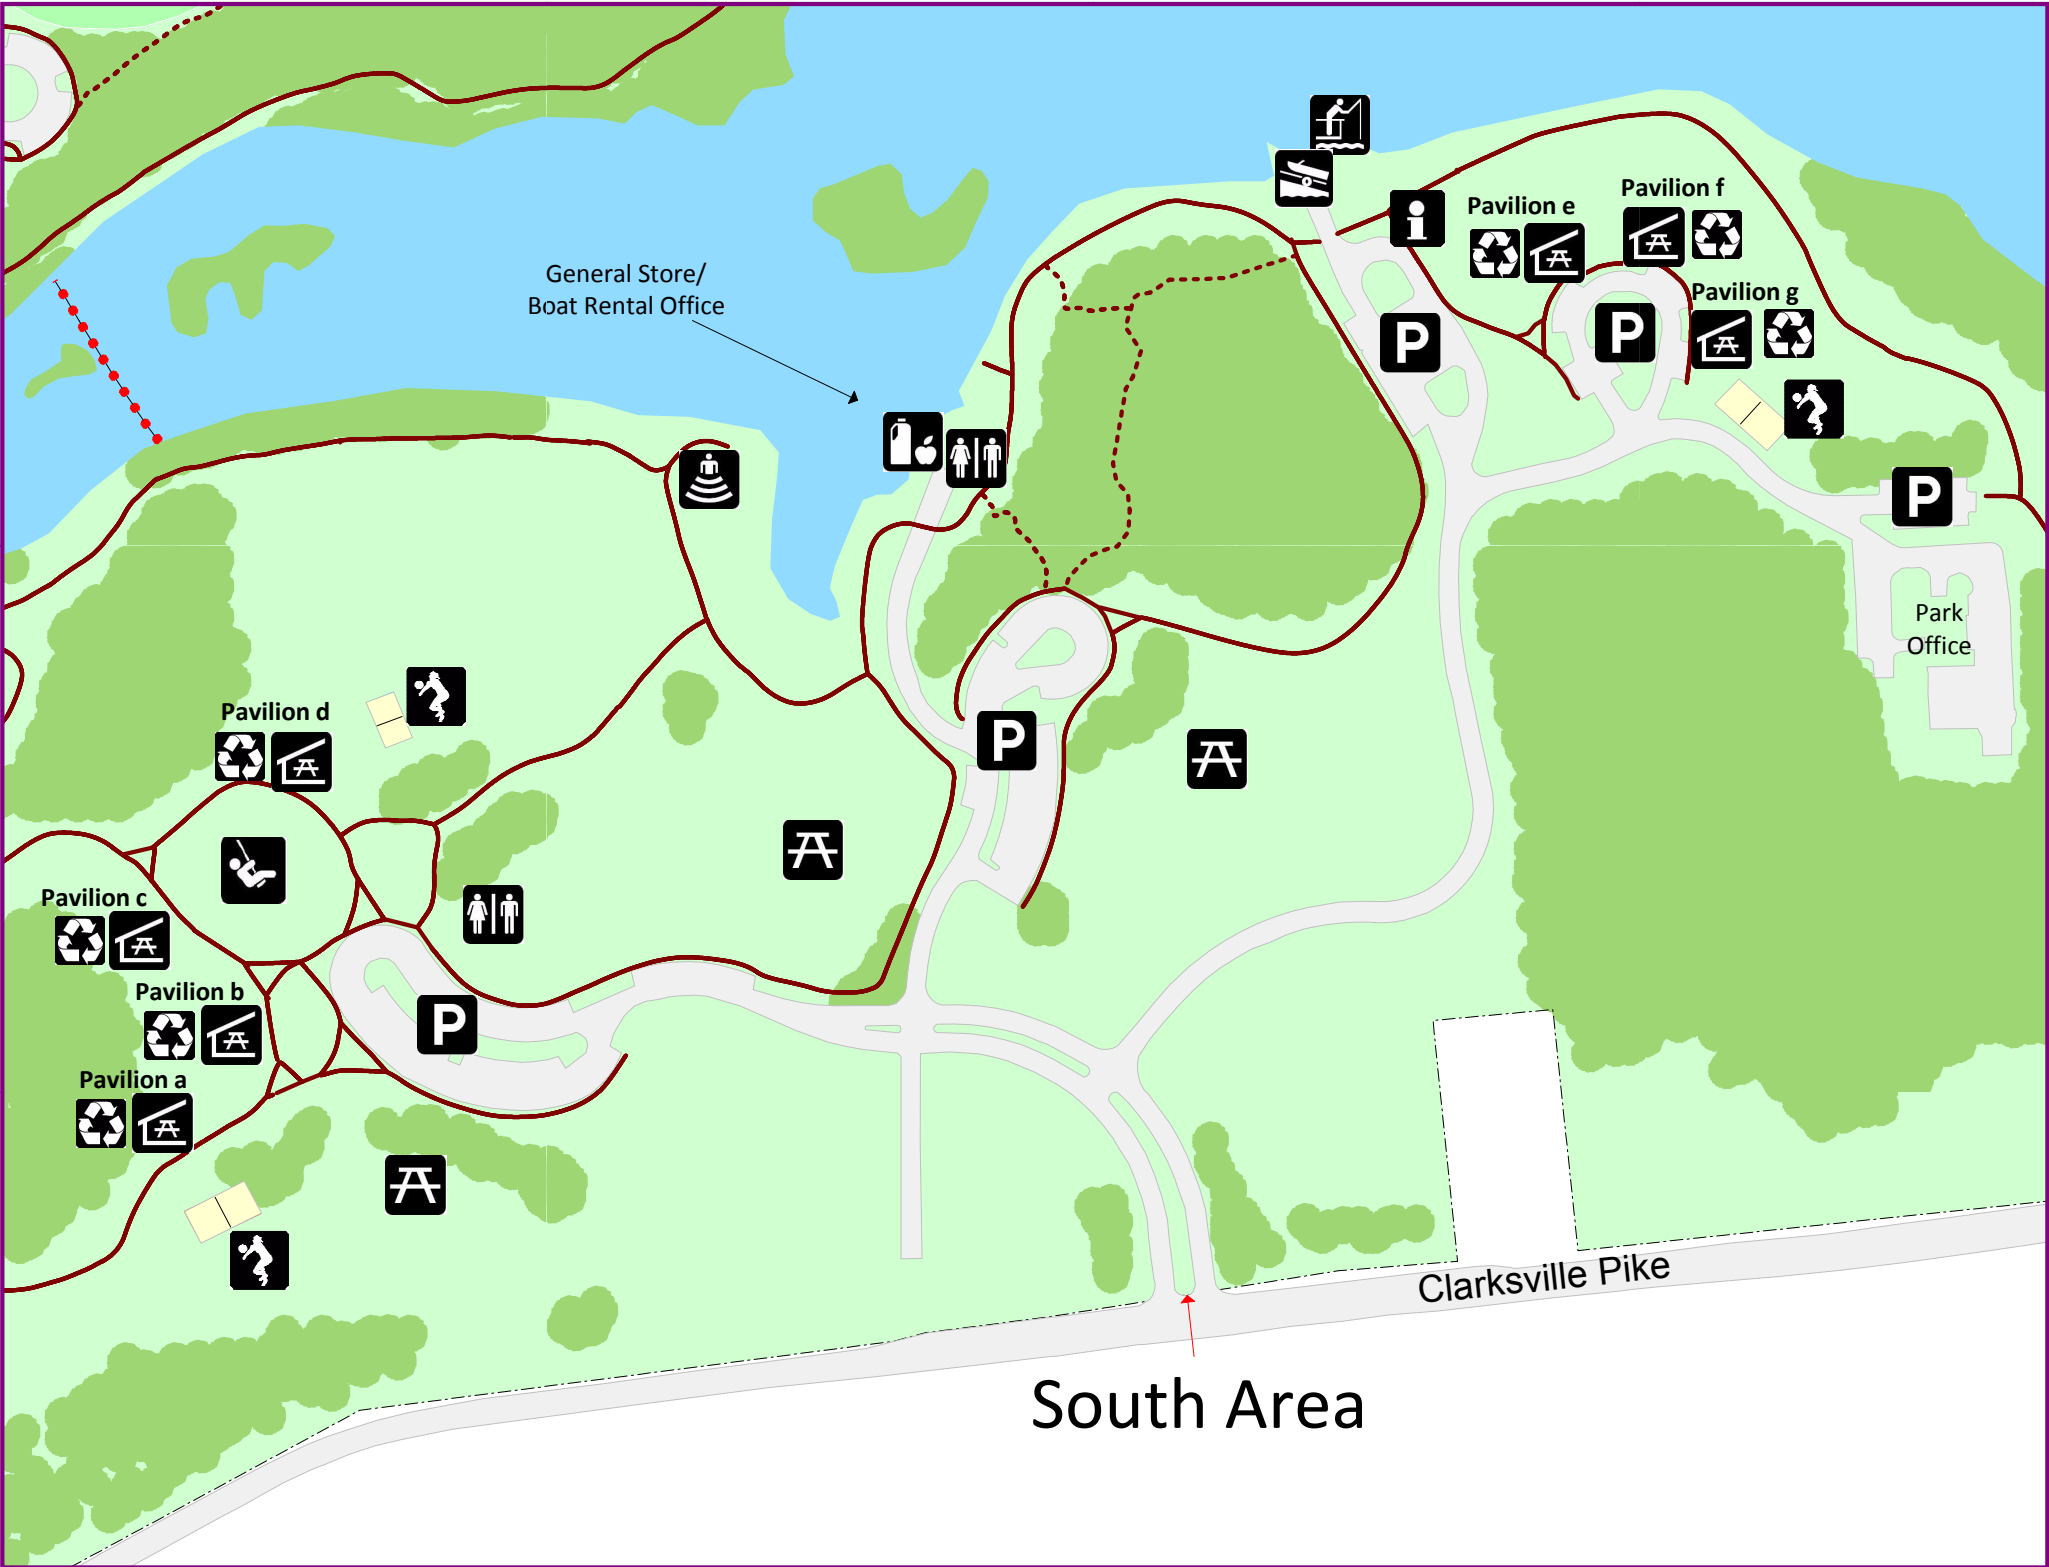 Pavilion f
Pavilion e
General Store/
Boat Rental Office
Pavilion g
P
P
P
Park
Office
Pavilion d
P
Pavilion c
Pavilion b
P
Pavilion a
Clarksville Pike
South Area